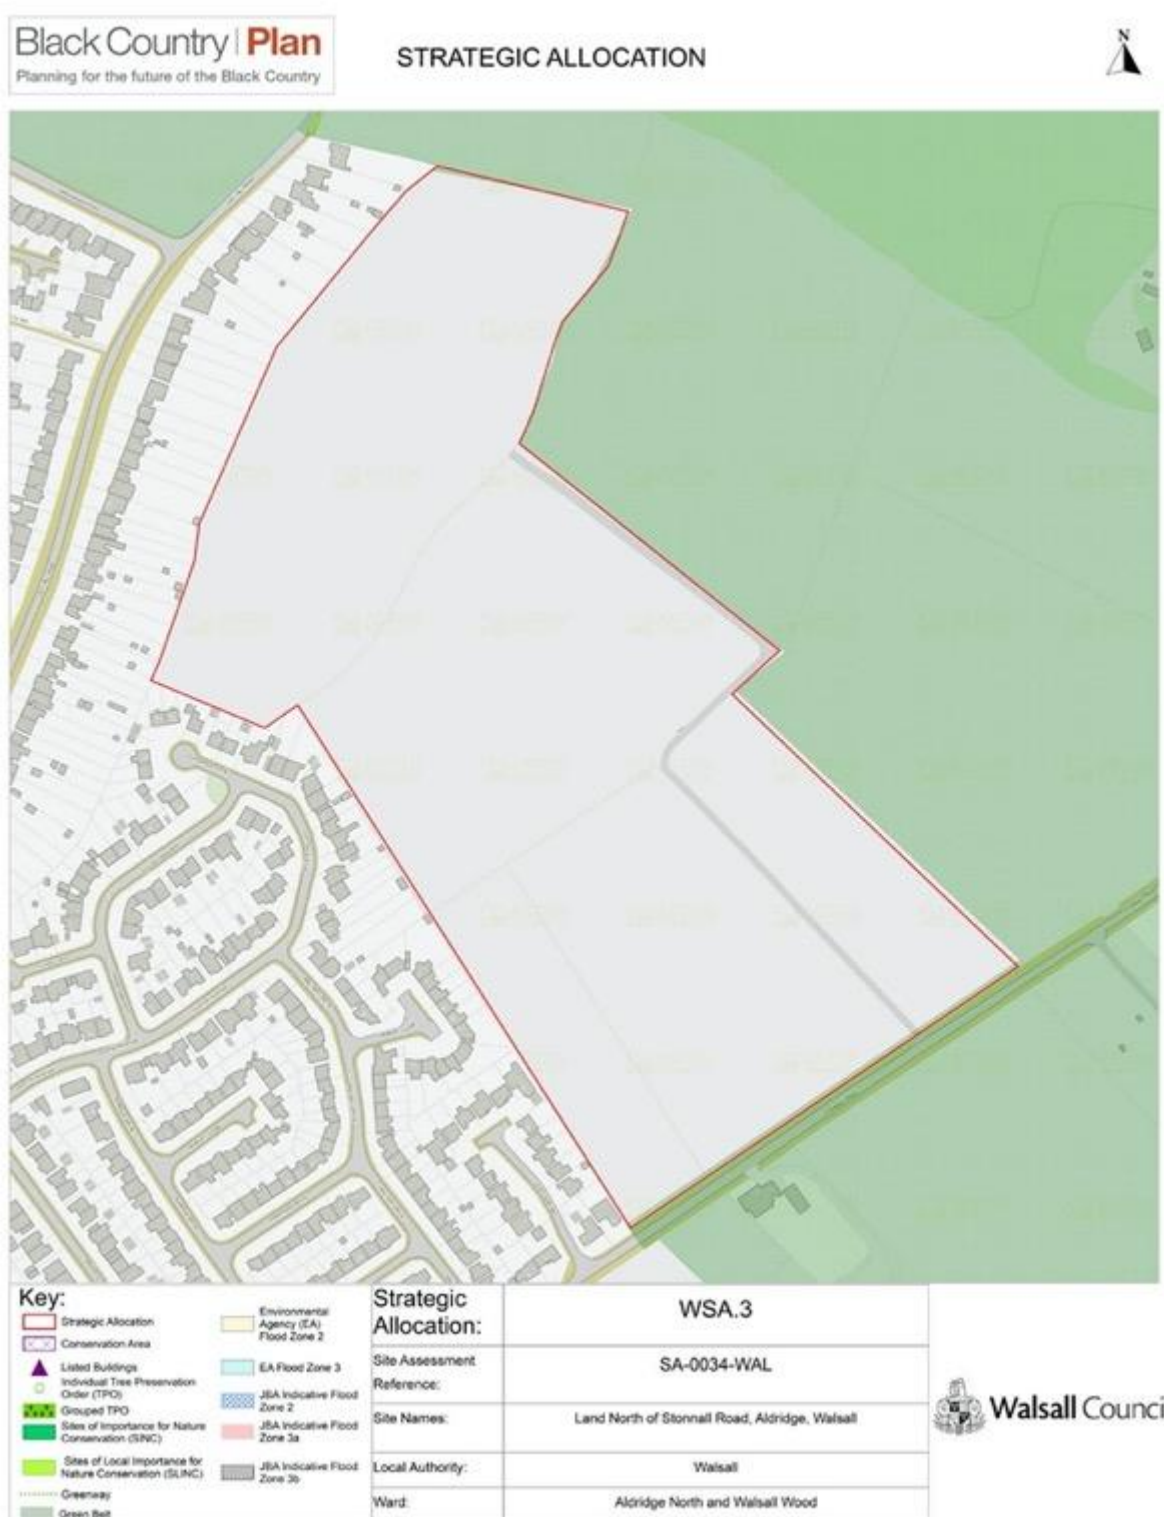 Black Country | Plan
Planning for the future of the Black Country
STRATEGIC ALLOCATION
N
Key:
Strategic Allocation
Conservation Area
Listed Buildings
Individual Tree Preservation
Order (TPO)
Grouped TPO
Sites of Importance for Nature
Conservation (SINC)
Sites of Local Importance for
Nature Conservation (SLINC)
Greenway
Green Belt
Environmental
Agency (EA)
Flood Zone 2
EA Flood Zone 3
JBA Indicative Flood
Zone 2
JBA Indicative Flood
Zone 3a
JBA Indicative Flood
Zone 3b
Strategic
Allocation:
WSA.3
Site Assessment
Reference:
SA-0034-WAL
Site Names:
Land North of Stonnall Road, Aldridge, Walsall
Local Authority:
Walsall
Ward:
Aldridge North and Walsall Wood
Walsall Counci